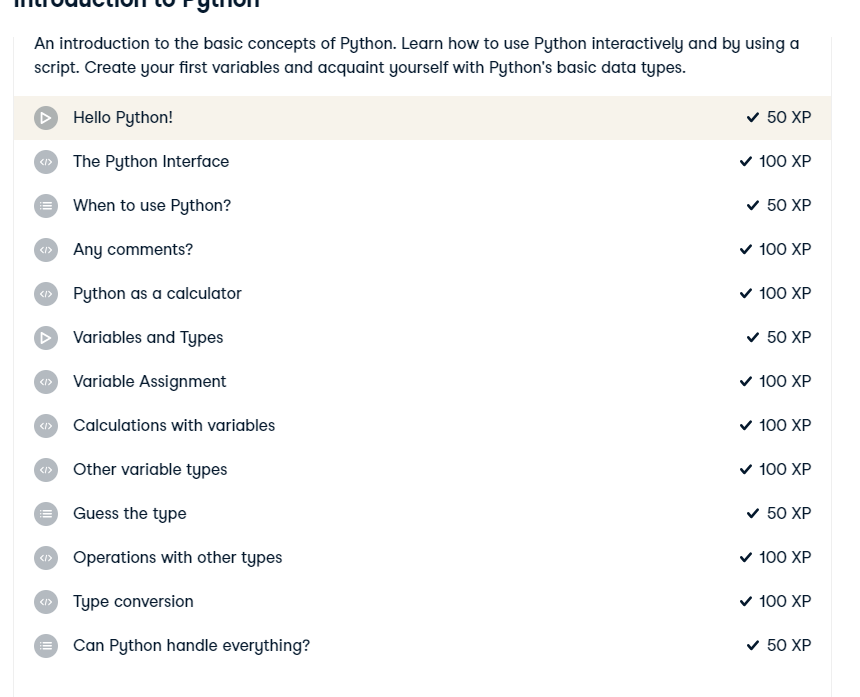 Introduction to Python
An introduction to the basic concepts of Python. Learn how to use Python interactively and by using a
script. Create your first variables and acquaint yourself with Python's basic data types.
Hello Python! 50 XP
The Python Interface 100 XP
When to use Python? 50 XP
Any comments? 100 XP
Python as a calculator 100 XP
Variables and Types 50 XP
Variable Assignment 100 XP
Calculations with variables 100 XP
Other variable types 100 XP
Guess the type 50 XP
Operations with other types 100 XP
Type conversion 100 XP
Can Python handle everything? 50 XP